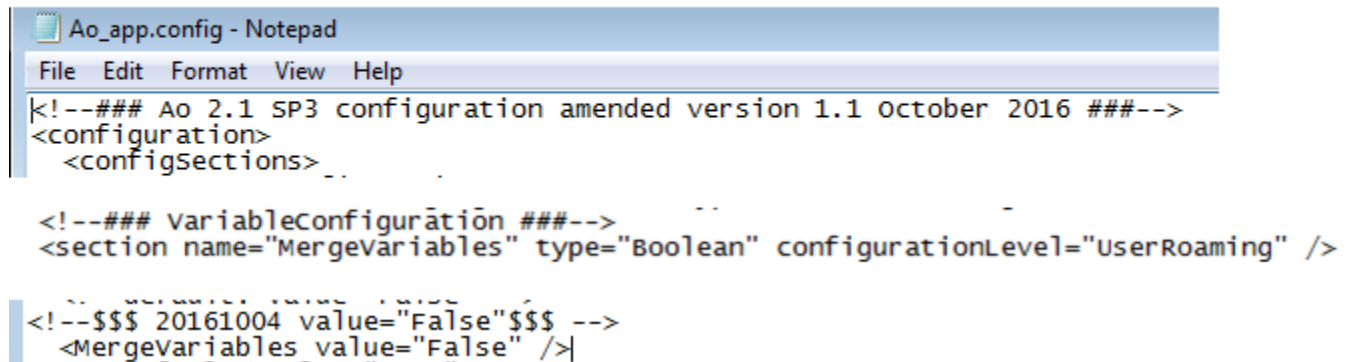 Ao_app.config - Notepad
File Edit Format View Help
<!--### Ao 2.1 SP3 configuration amended version 1.1 October 2016 ###-->
<configuration>
<configSections>
<!--### VariableConfiguration ###-->
<section name="MergeVariables" type="Boolean" configurationLevel="UserRoaming" />
<!--$$$ 20161004 value="False"$$$ -->
<MergeVariables value="False" />